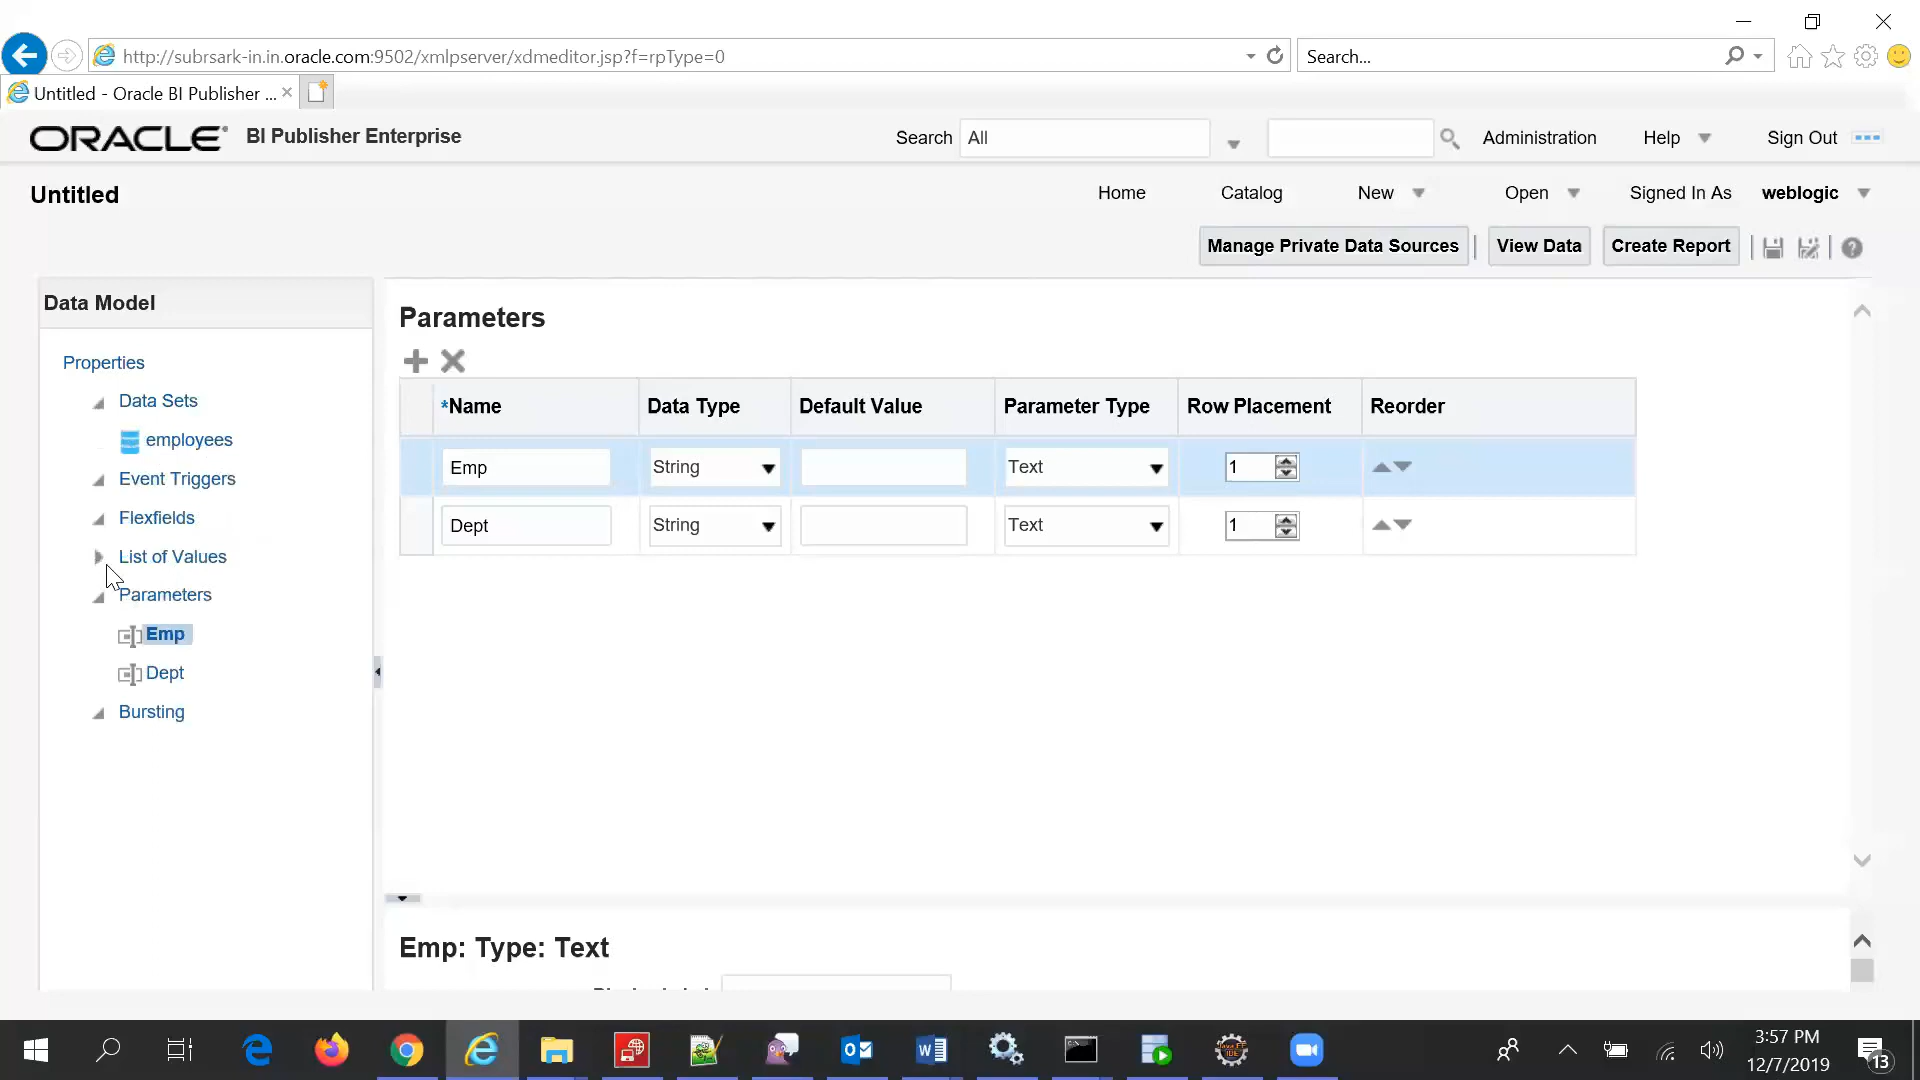 http://subrsark-in.in.oracle.com:9502/xmlpserver/xdmeditor.jsp?f=rpType=0
Search...
Untitled - Oracle BI Publisher ...
ORACLE BI Publisher Enterprise
Search All
Administration
Help
Sign Out
Untitled
Home
Catalog
New
Open
Signed In As weblogic
Manage Private Data Sources
View Data
Create Report
Data Model
Properties
Data Sets
employees
Event Triggers
Flexfields
List of Values
Parameters
Emp
Dept
Bursting
Parameters
*Name Data Type Default Value Parameter Type Row Placement Reorder
Emp String Text 1
Dept String Text 1
Emp: Type: Text
3:57 PM
12/7/2019
13